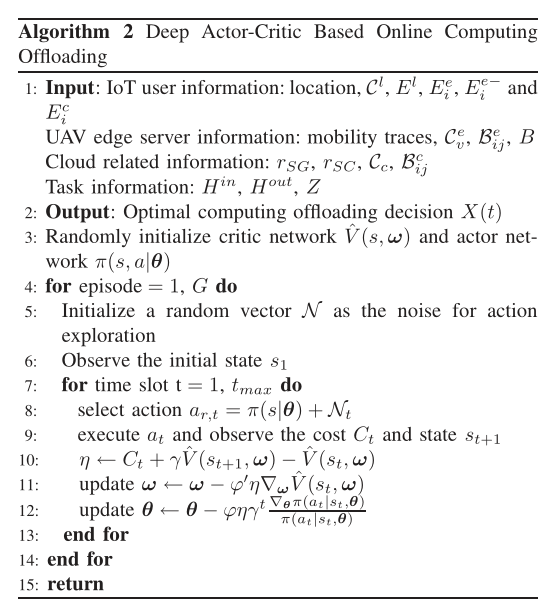 Algorithm 2 Deep Actor-Critic Based Online Computing
Offloading
1: Input: IoT user information: location, $\mathcal{C}^l$, $E^l$, $E_i^e$, $E_i^{e-}$ and
$E_i^c$
UAV edge server information: mobility traces, $\mathcal{C}_v^e$, $\mathcal{B}_{ij}^e$, $B$
Cloud related information: $r_{SG}$, $r_{SC}$, $\mathcal{C}_c$, $\mathcal{B}_{ij}^c$
Task information: $H^{in}$, $H^{out}$, $Z$
2: Output: Optimal computing offloading decision $X(t)$
3: Randomly initialize critic network $\hat{V}(s, \boldsymbol{\omega})$ and actor net-
work $\pi(s, a|\boldsymbol{\theta})$
4: for episode = 1, $G$ do
5: Initialize a random vector $\mathcal{N}$ as the noise for action
exploration
6: Observe the initial state $s_1$
7: for time slot t = 1, $t_{max}$ do
8: select action $a_{r,t} = \pi(s|\boldsymbol{\theta}) + \mathcal{N}_t$
9: execute $a_t$ and observe the cost $C_t$ and state $s_{t+1}$
10: $\eta \leftarrow C_t + \gamma\hat{V}(s_{t+1}, \boldsymbol{\omega}) - \hat{V}(s_t, \boldsymbol{\omega})$
11: update $\boldsymbol{\omega} \leftarrow \boldsymbol{\omega} - \varphi'\eta\nabla_{\boldsymbol{\omega}}\hat{V}(s_t, \boldsymbol{\omega})$
12: update $\boldsymbol{\theta} \leftarrow \boldsymbol{\theta} - \varphi\eta\gamma^t\frac{\nabla_{\boldsymbol{\theta}}\pi(a_t|s_t,\boldsymbol{\theta})}{\pi(a_t|s_t,\boldsymbol{\theta})}$
13: end for
14: end for
15: return